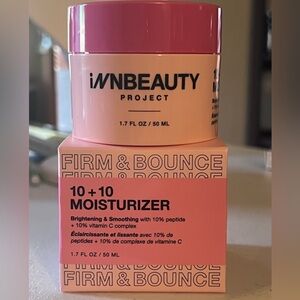 iNNBEAUTY
PROJECT
1.7 FL OZ / 50 ML
FIRM & BOUNCE
FIRM & BOUNCE
10 + 10
MOISTURIZER
Brightening & Smoothing with 10% peptide
+ 10% vitamin C complex
Éclaircissante et lissante avec 10% de
peptides + 10% de complexe de vitamine C
1.7 FL OZ / 50 ML
FIRM & BOUNCE
FIRM & BOUNCE